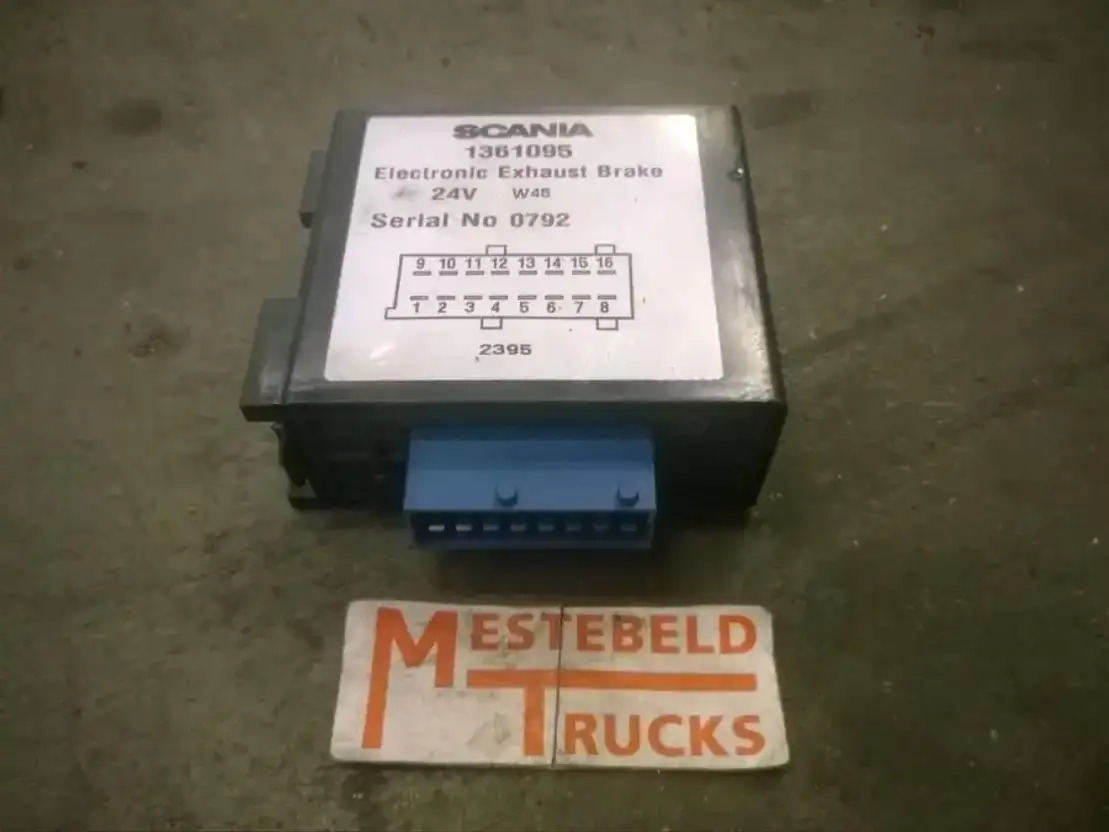 SCANIA
1361095
Electronic Exhaust Brake
24V W46
Serial No 0792
9 10 11 12 13 14 15 16
1 2 3 4 5 6 7 8
2395
MESTEBELD
TRUCKS